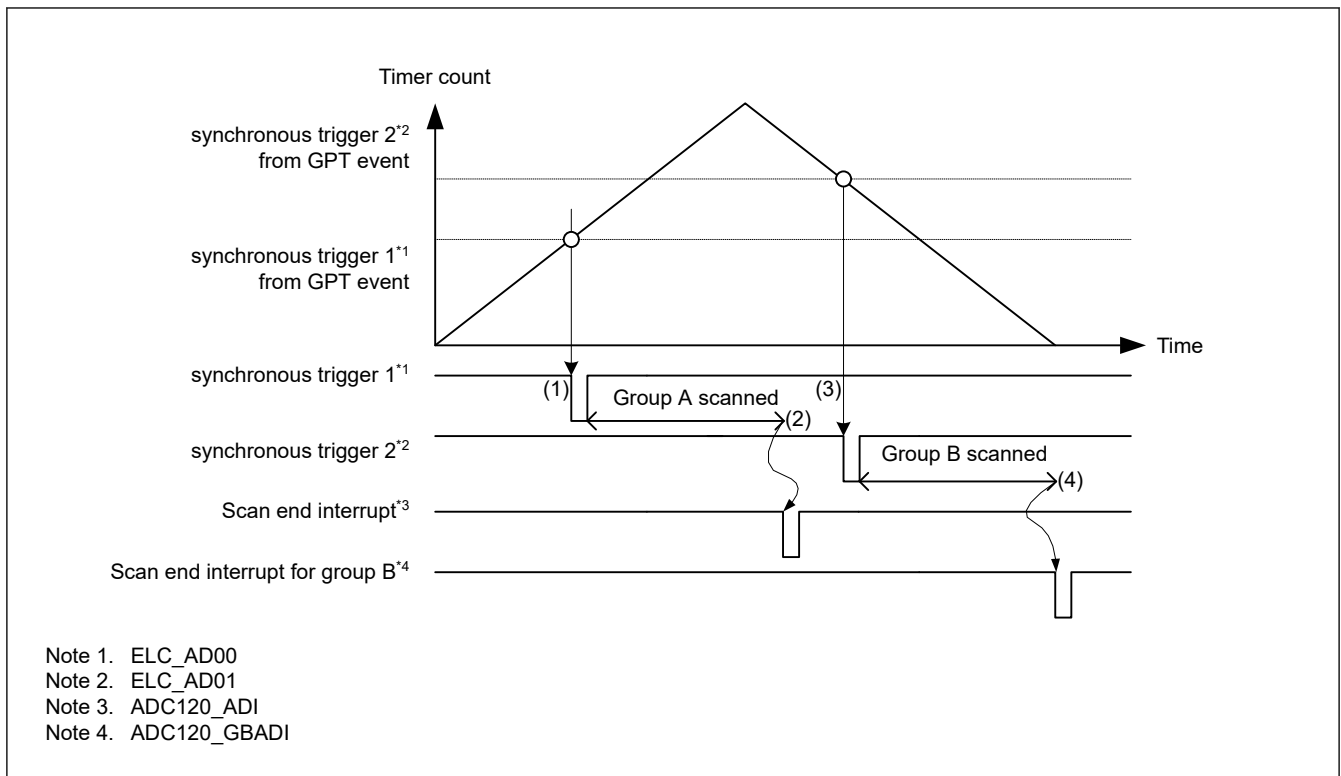 Timer count
synchronous trigger 2*2
from GPT event
synchronous trigger 1*1
from GPT event
Time
synchronous trigger 1*1
(1)
Group A scanned
(2)
(3)
synchronous trigger 2*2
Group B scanned
(4)
Scan end interrupt*3
Scan end interrupt for group B*4
Note 1. ELC_AD00
Note 2. ELC_AD01
Note 3. ADC120_ADI
Note 4. ADC120_GBADI